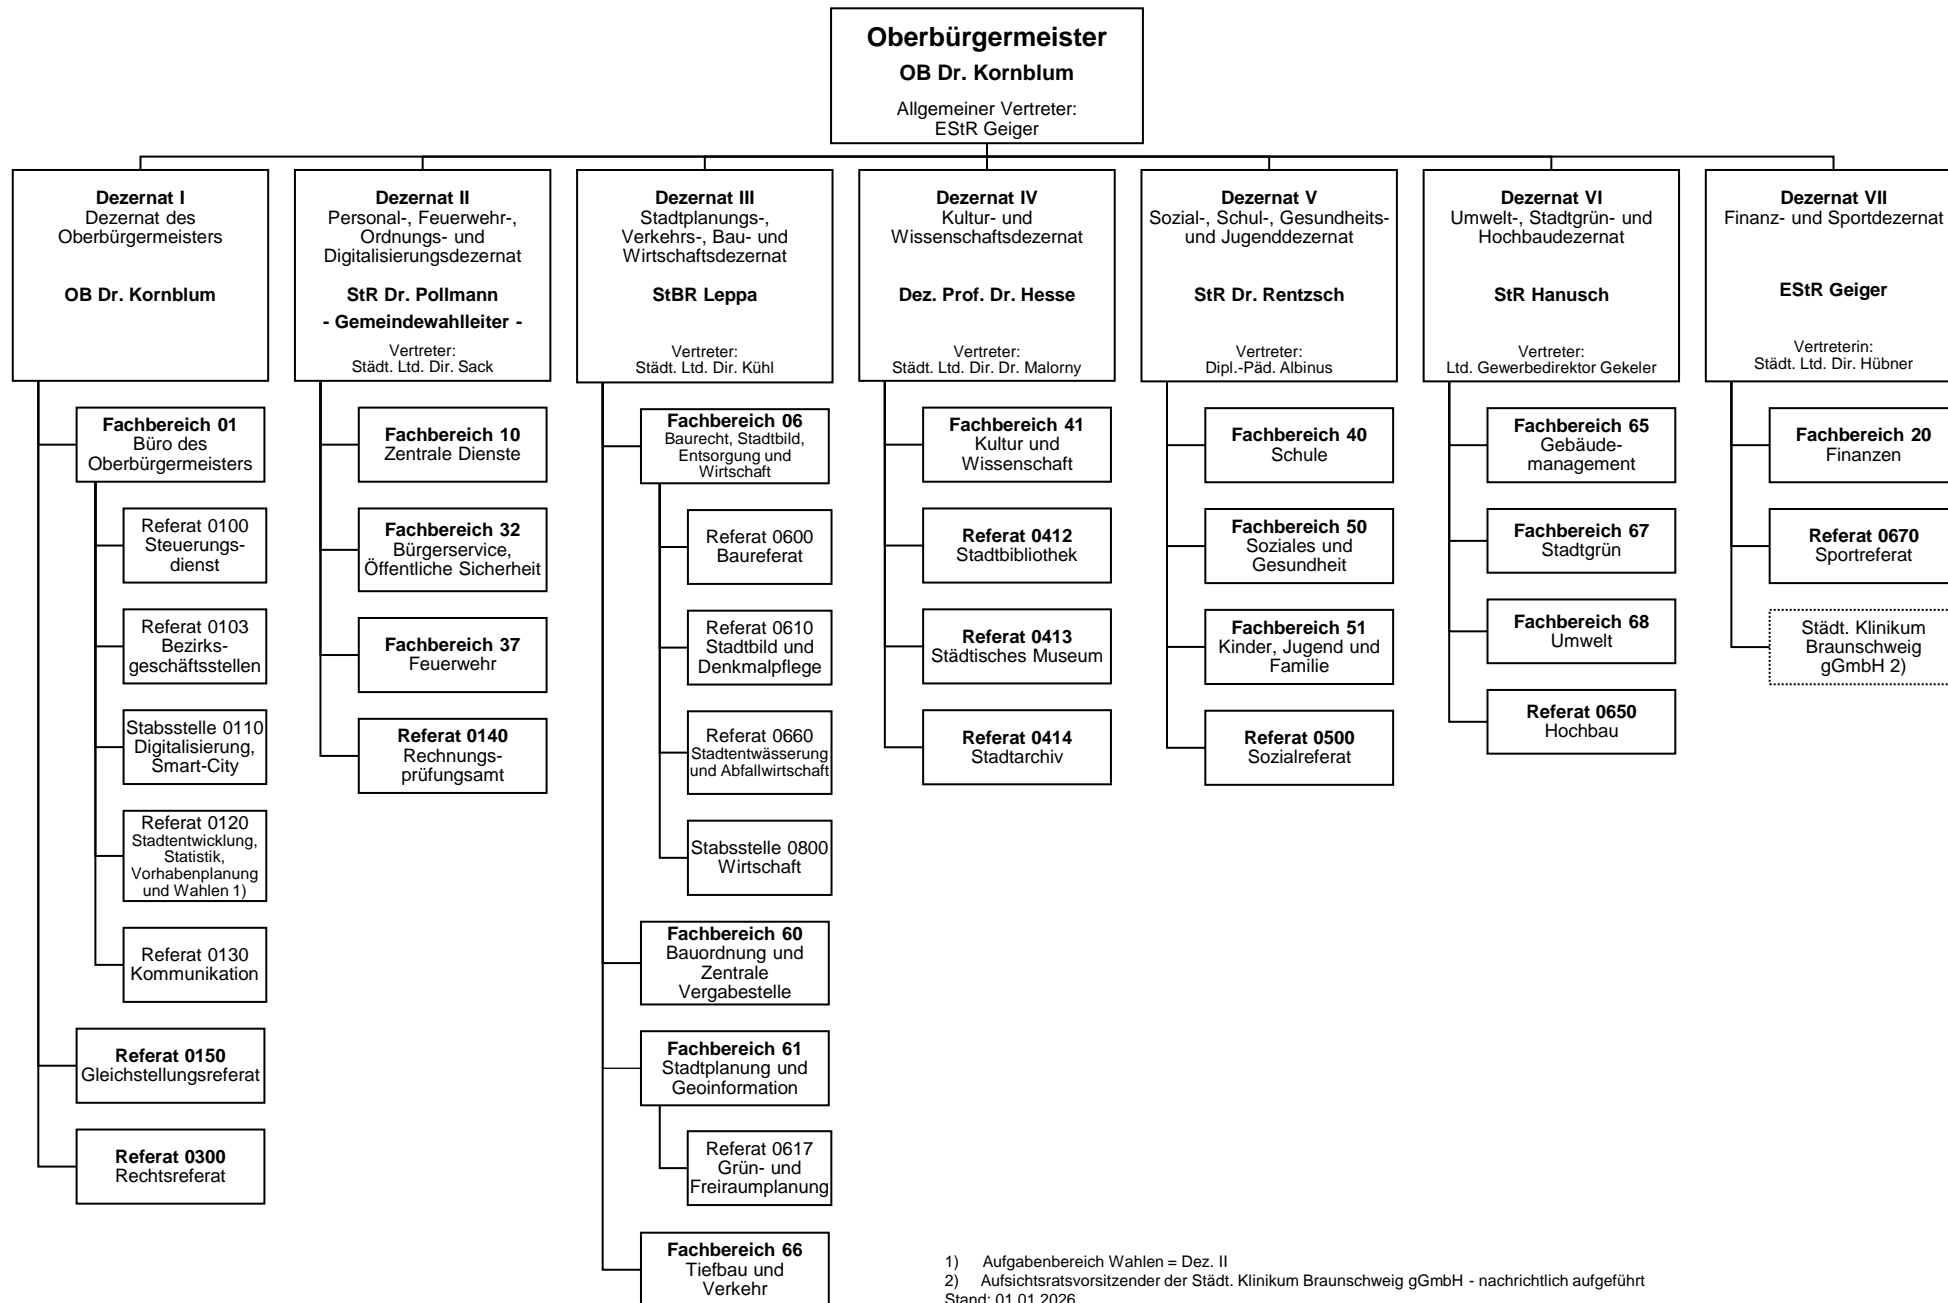 Oberbürgermeister
OB Dr. Kornblum
Allgemeiner Vertreter:
EStR Geiger
Dezernat I
Dezernat des
Oberbürgermeisters
OB Dr. Kornblum
Fachbereich 01
Büro des
Oberbürgermeisters
Referat 0100
Steuerungs-
dienst
Referat 0103
Bezirks-
geschäftsstellen
Stabsstelle 0110
Digitalisierung,
Smart-City
Referat 0120
Stadtentwicklung,
Statistik,
Vorhabenplanung
und Wahlen 1)
Referat 0130
Kommunikation
Referat 0150
Gleichstellungsreferat
Referat 0300
Rechtsreferat
Dezernat II
Personal-, Feuerwehr-,
Ordnungs- und
Digitalisierungsdezernat
StR Dr. Pollmann
- Gemeindewahlleiter -
Vertreter:
Städt. Ltd. Dir. Sack
Fachbereich 10
Zentrale Dienste
Fachbereich 32
Bürgerservice,
Öffentliche Sicherheit
Fachbereich 37
Feuerwehr
Referat 0140
Rechnungs-
prüfungsamt
Dezernat III
Stadtplanungs-,
Verkehrs-, Bau- und
Wirtschaftsdezernat
StBR Leppa
Vertreter:
Städt. Ltd. Dir. Kühl
Fachbereich 06
Baurecht, Stadtbild,
Entsorgung und
Wirtschaft
Referat 0600
Baureferat
Referat 0610
Stadtbild und
Denkmalpflege
Referat 0660
Stadtentwässerung
und Abfallwirtschaft
Stabsstelle 0800
Wirtschaft
Fachbereich 60
Bauordnung und
Zentrale
Vergabestelle
Fachbereich 61
Stadtplanung und
Geoinformation
Referat 0617
Grün- und
Freiraumplanung
Fachbereich 66
Tiefbau und
Verkehr
Dezernat IV
Kultur- und
Wissenschaftsdezernat
Dez. Prof. Dr. Hesse
Vertreter:
Städt. Ltd. Dir. Dr. Malorny
Fachbereich 41
Kultur und
Wissenschaft
Referat 0412
Stadtbibliothek
Referat 0413
Städtisches Museum
Referat 0414
Stadtarchiv
Dezernat V
Sozial-, Schul-, Gesundheits-
und Jugenddezernat
StR Dr. Rentzsch
Vertreter:
Dipl.-Päd. Albinus
Fachbereich 40
Schule
Fachbereich 50
Soziales und
Gesundheit
Fachbereich 51
Kinder, Jugend und
Familie
Referat 0500
Sozialreferat
Dezernat VI
Umwelt-, Stadtgrün- und
Hochbaudezernat
StR Hanusch
Vertreter:
Ltd. Gewerbedirektor Gekeler
Fachbereich 65
Gebäude-
management
Fachbereich 67
Stadtgrün
Fachbereich 68
Umwelt
Referat 0650
Hochbau
Dezernat VII
Finanz- und Sportdezernat
EStR Geiger
Vertreterin:
Städt. Ltd. Dir. Hübner
Fachbereich 20
Finanzen
Referat 0670
Sportreferat
Städt. Klinikum
Braunschweig
gGmbH 2)
1) Aufgabenbereich Wahlen = Dez. II
2) Aufsichtsratsvorsitzender der Städt. Klinikum Braunschweig gGmbH - nachrichtlich aufgeführt
Stand: 01.01.2026